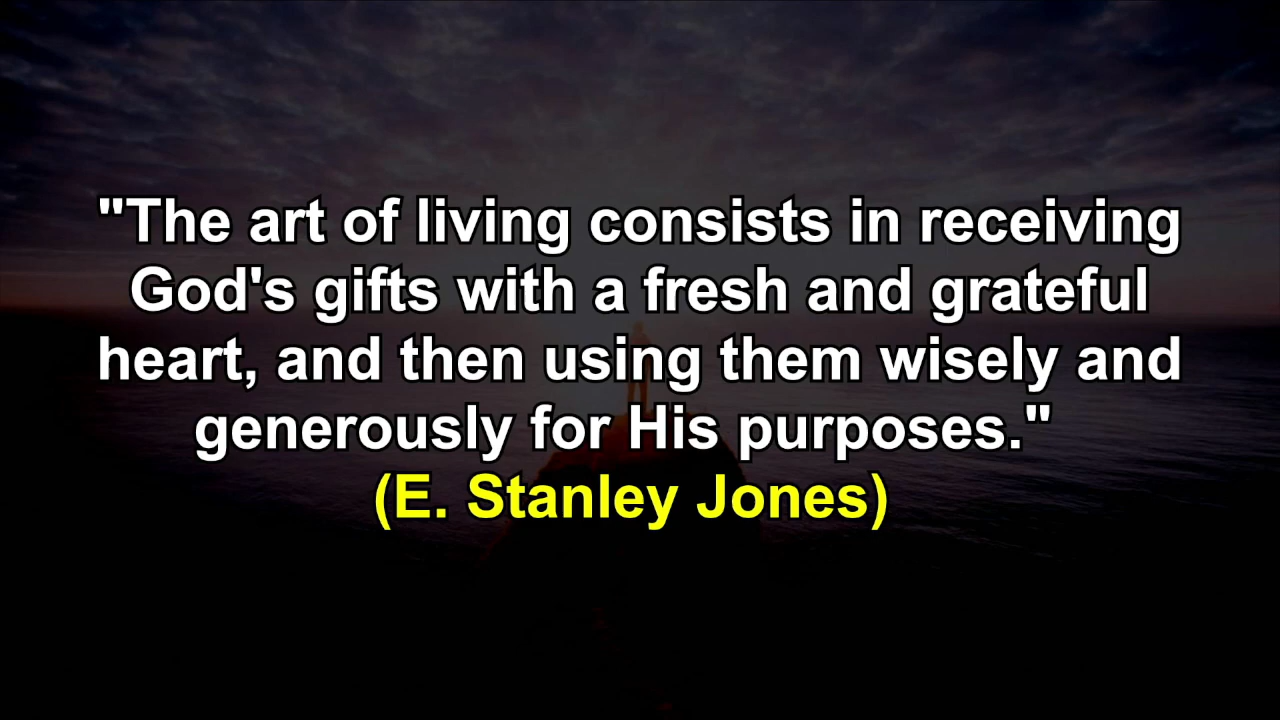 "The art of living consists in receiving
God's gifts with a fresh and grateful
heart, and then using them wisely and
generously for His purposes."
(E. Stanley Jones)